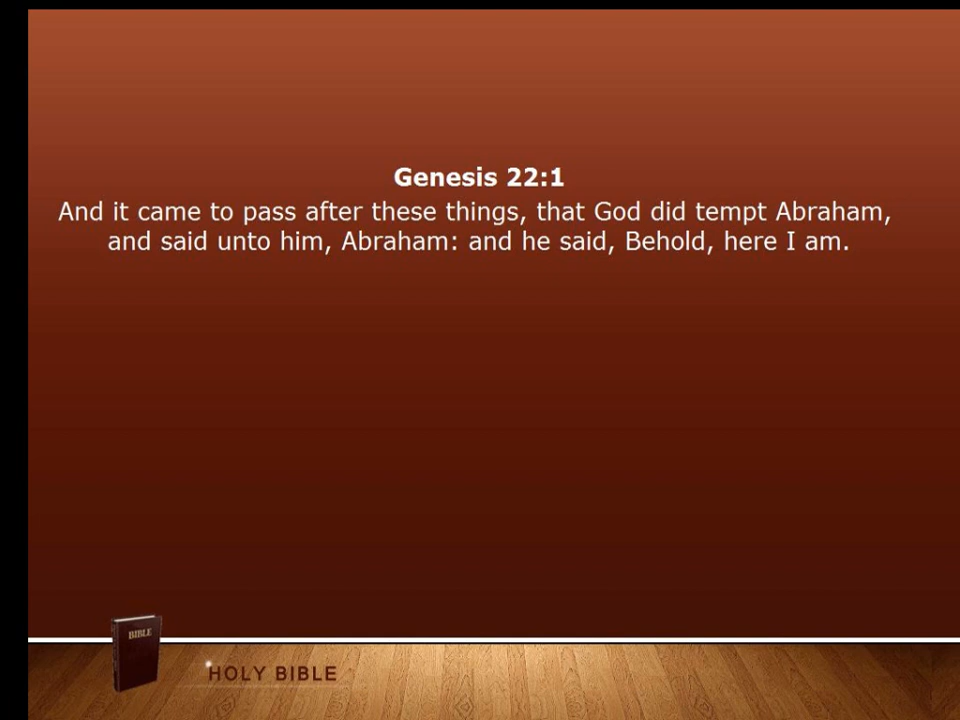 Genesis 22:1
And it came to pass after these things, that God did tempt Abraham,
and said unto him, Abraham: and he said, Behold, here I am.
BIBLE
HOLY BIBLE